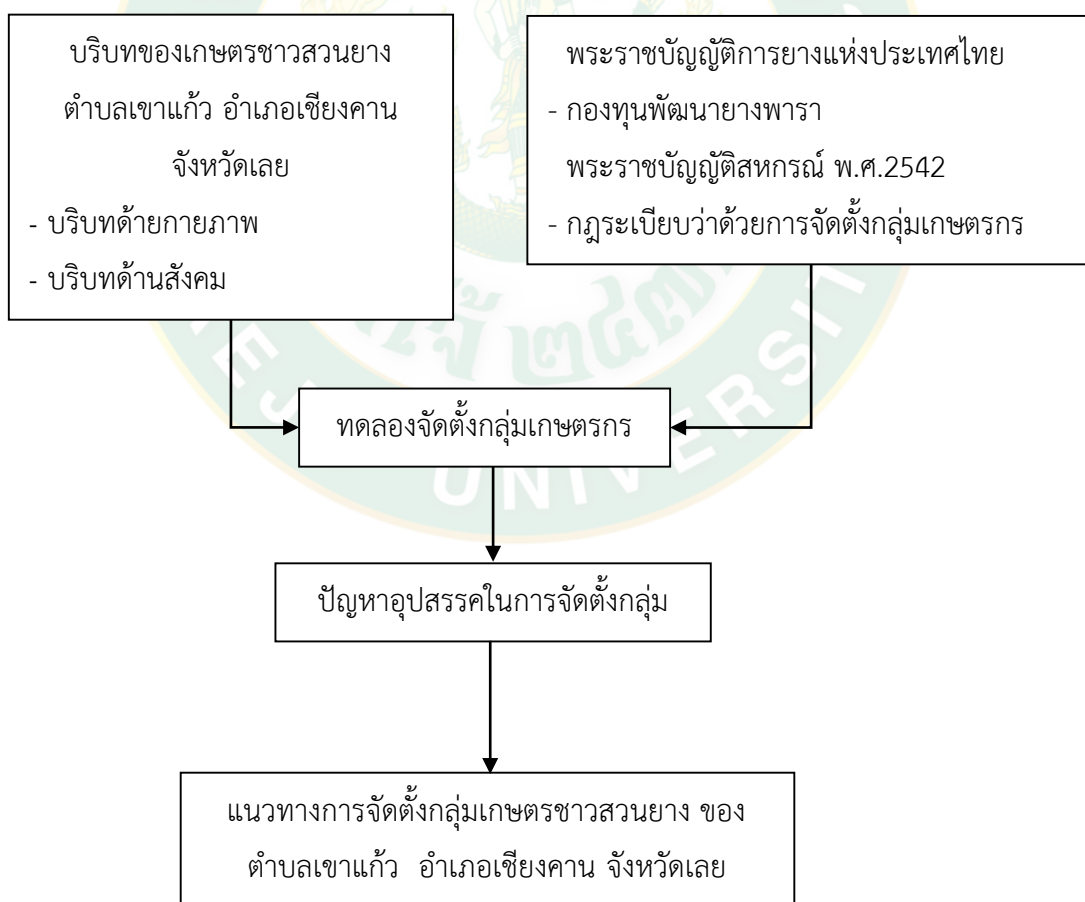 บริบทของเกษตรชาวสวนยาง
ตำบลเขาแก้ว อำเภอเชียงคาน
จังหวัดเลย
- บริบทด้ายกายภาพ
- บริบทด้านสังคม
พระราชบัญญัติการยางแห่งประเทศไทย
- กองทุนพัฒนายางพารา
พระราชบัญญัติสหกรณ์ พ.ศ.2542
- กฎระเบียบว่าด้วยการจัดตั้งกลุ่มเกษตรกร
ทดลองจัดตั้งกลุ่มเกษตรกร
ปัญหาอุปสรรคในการจัดตั้งกลุ่ม
แนวทางการจัดตั้งกลุ่มเกษตรชาวสวนยาง ของ
ตำบลเขาแก้ว อำเภอเชียงคาน จังหวัดเลย
UNIVERSIT